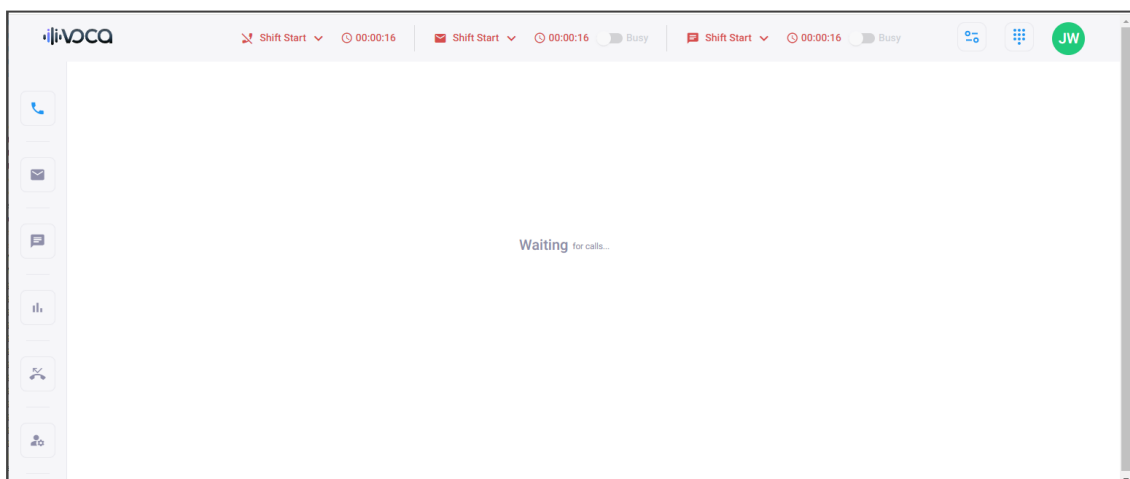 VOCA
Shift Start 00:00:16 Shift Start 00:00:16 Busy Shift Start 00:00:16 Busy JW
Waiting for calls...